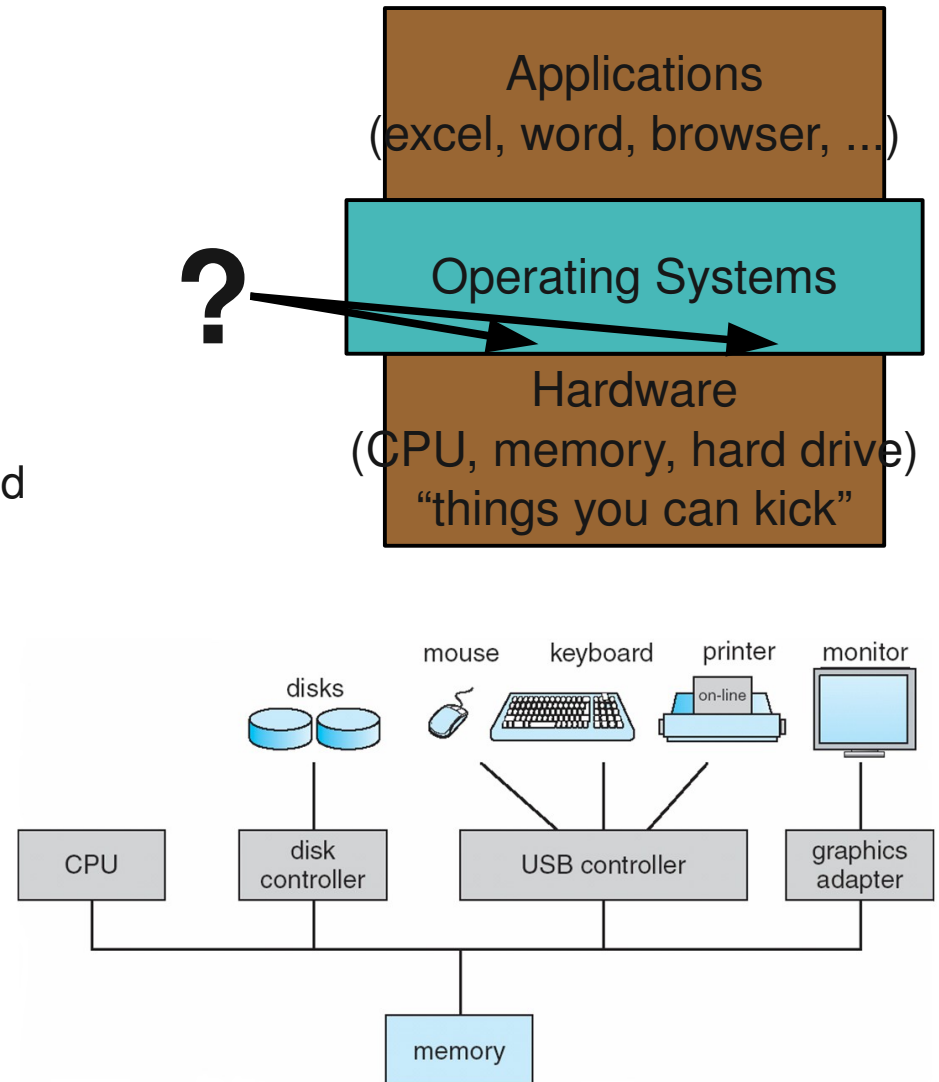 Applications
(excel, word, browser, ...)
?
Operating Systems
Hardware
(CPU, memory, hard drive)
d
“things you can kick”
mouse
keyboard
printer
monitor
disks
on-line
CPU
disk
controller
USB controller
graphics
adapter
memory